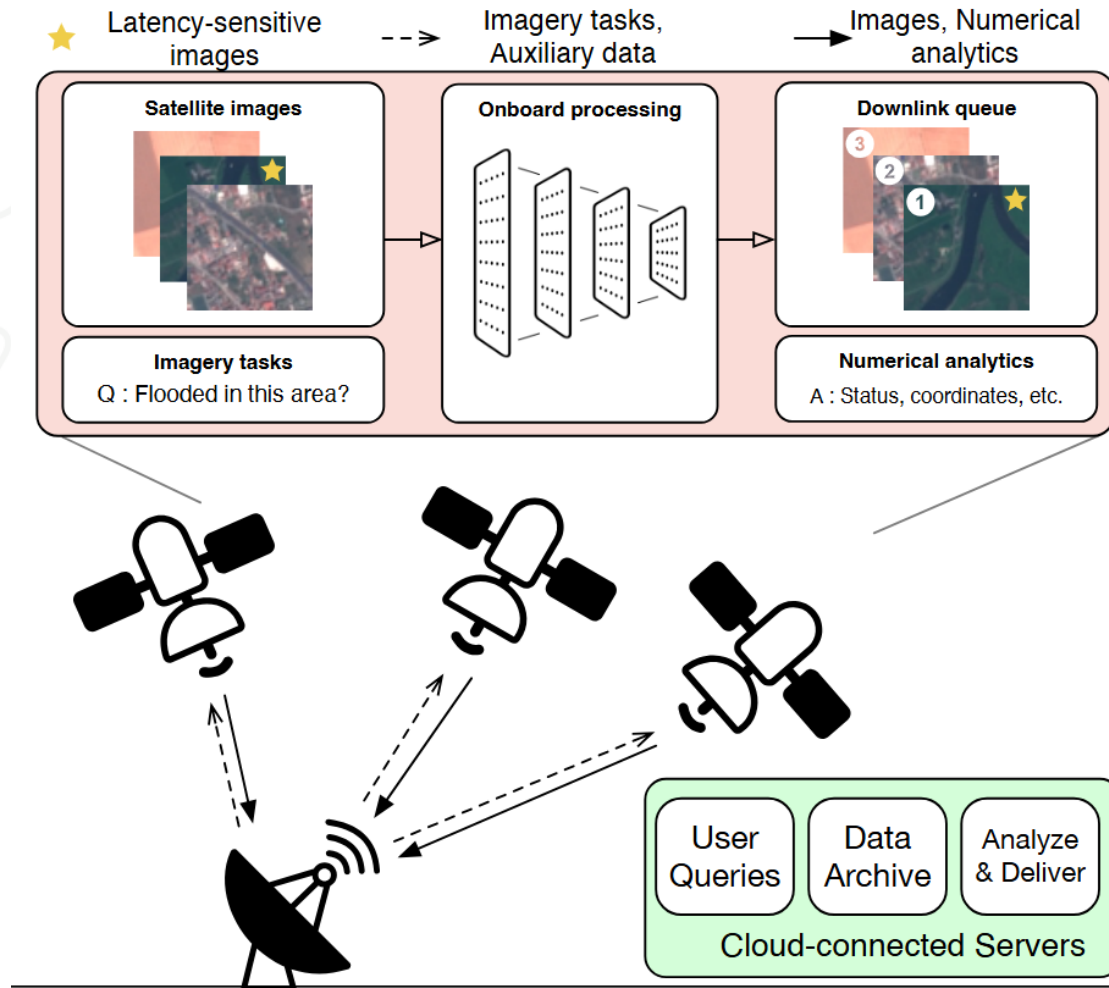 Latency-sensitive
images
Imagery tasks,
Auxiliary data
Images, Numerical
analytics
Satellite images
Onboard processing
Downlink queue
3
2
1
Imagery tasks
Q : Flooded in this area?
Numerical analytics
A : Status, coordinates, etc.
User
Queries
Data
Archive
Analyze
& Deliver
Cloud-connected Servers